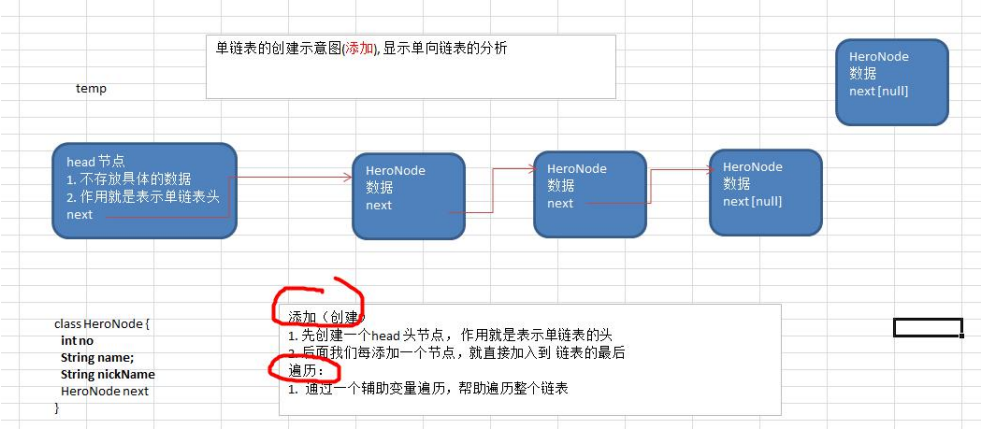 单链表的创建示意图(添加), 显示单向链表的分析
HeroNode
数据
next [null]
temp
head 节点
1. 不存放具体的数据
2. 作用就是表示单链表头
next
HeroNode
数据
next
HeroNode
数据
next
HeroNode
数据
next [null]
class HeroNode {
int no
String name;
String nickName
HeroNode next
}
添加（创建）
1. 先创建一个head 头节点， 作用就是表示单链表的头
2. 后面我们每添加一个节点，就直接加入到 链表的最后
遍历：
1. 通过一个辅助变量遍历，帮助遍历整个链表